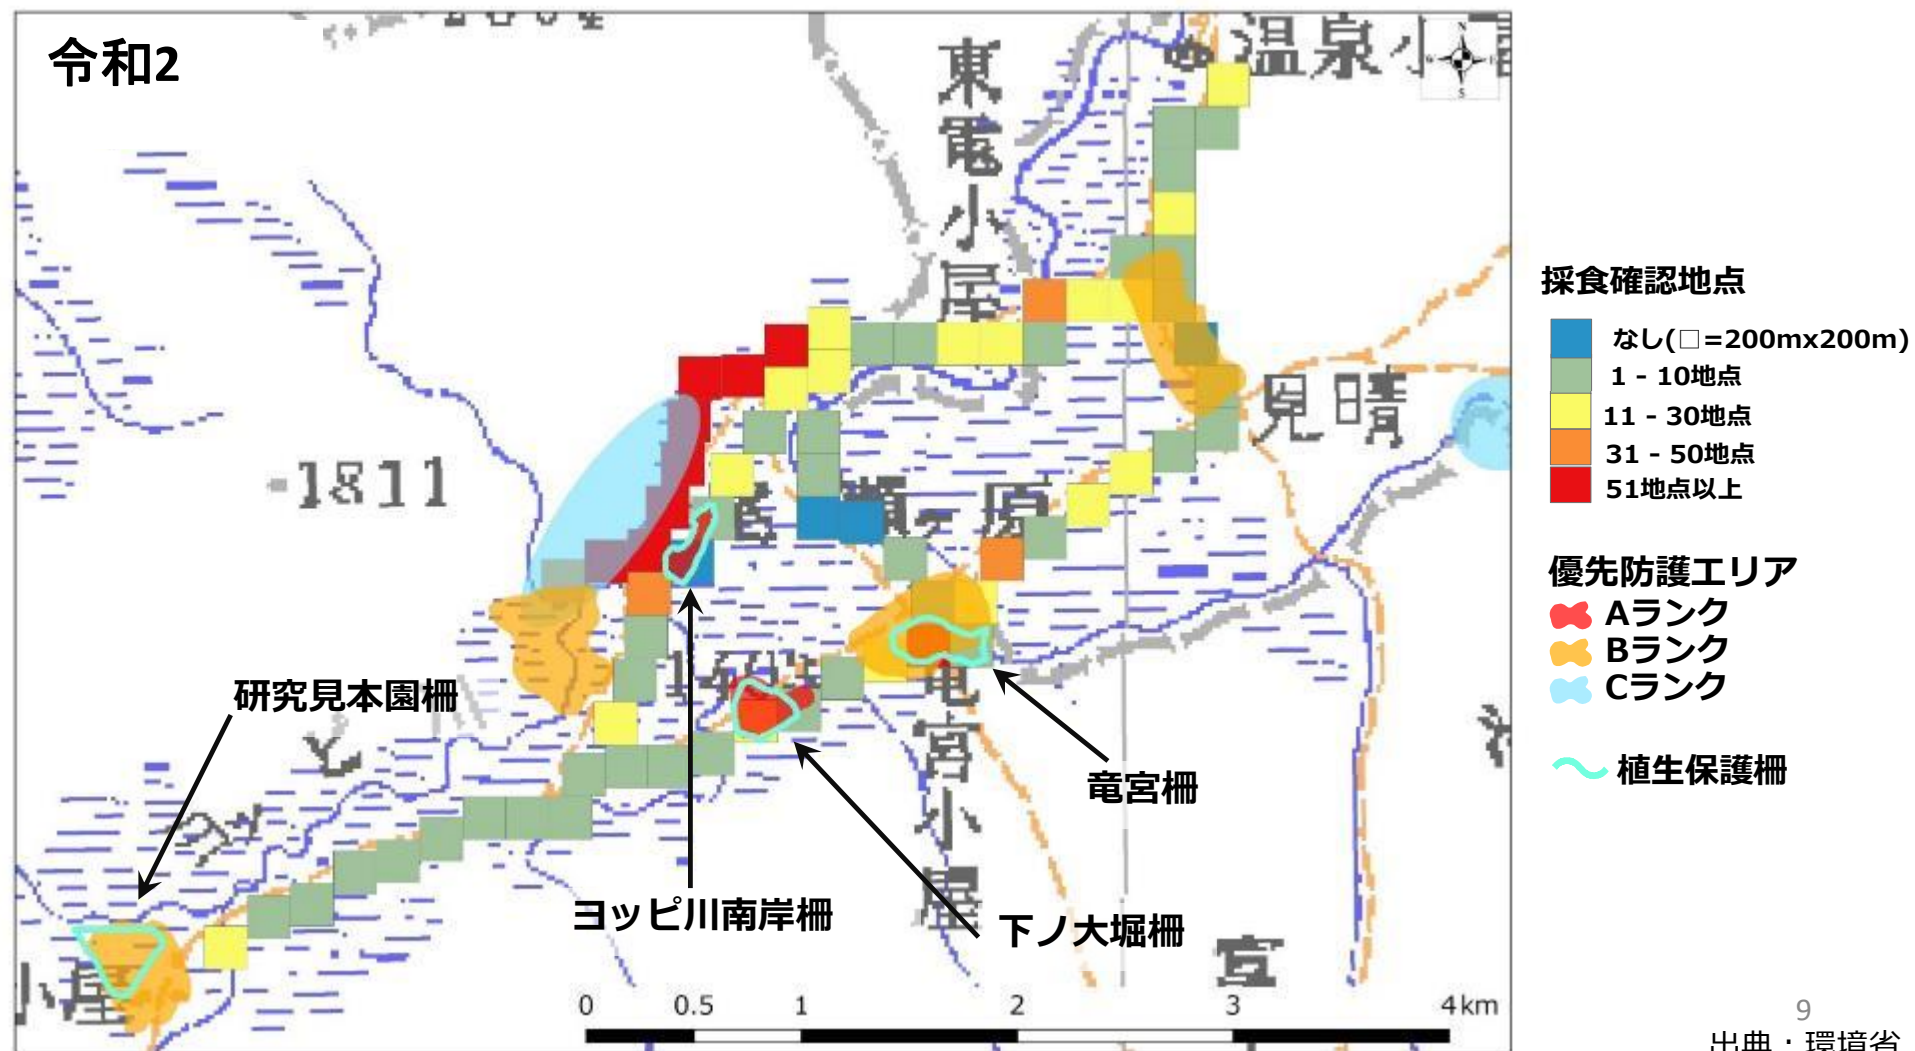 令和2
東電小屋
温泉小
1811
見晴
尾瀬ヶ原
研究見本園柵
竜宮小屋
竜宮柵
ヨッピ川南岸柵
下ノ大堀柵
小屋
N
S
0 0.5 1 2 3 4km
採食確認地点
なし(□=200mx200m)
1 - 10地点
11 - 30地点
31 - 50地点
51地点以上
優先防護エリア
Aランク
Bランク
Cランク
植生保護柵
9
出典:環境省